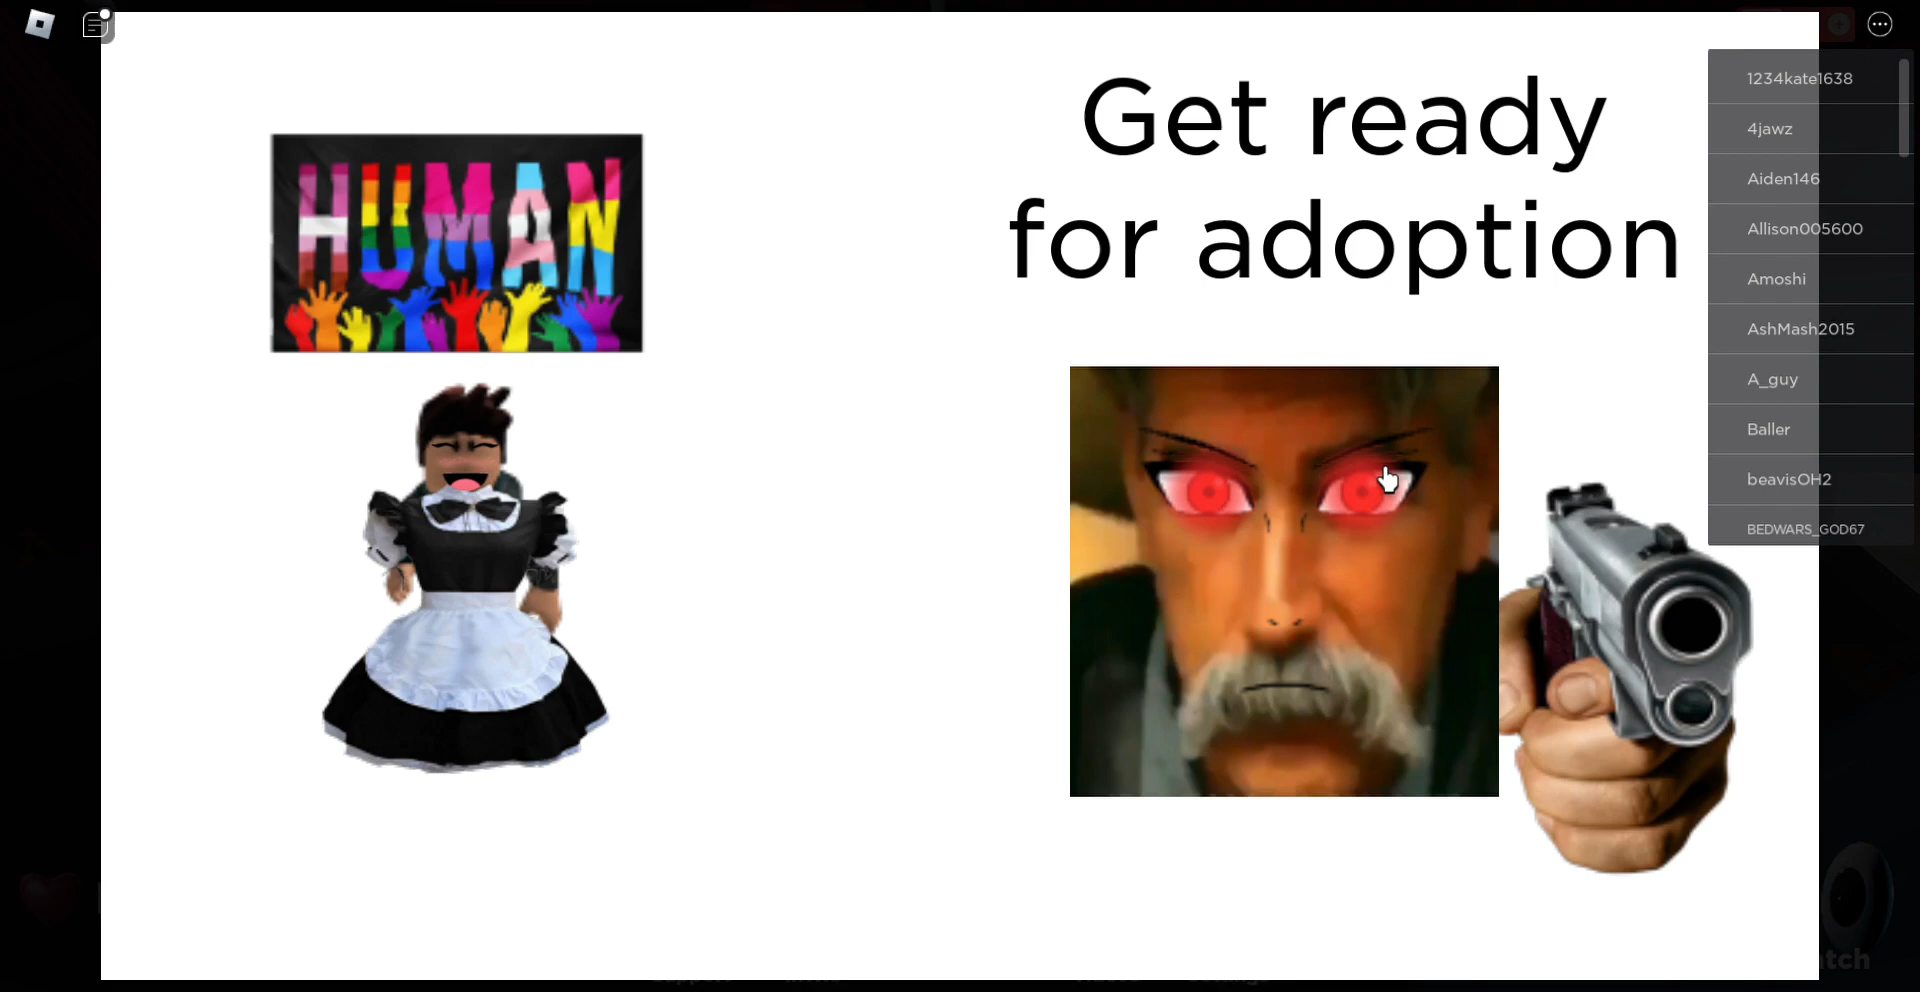 HUMAN
Get ready
for adoption
1234kate1638
4jawz
Aiden146
Allison005600
Amoshi
AshMash2015
A_guy
Baller
beavisOH2
BEDWARS_GOD67